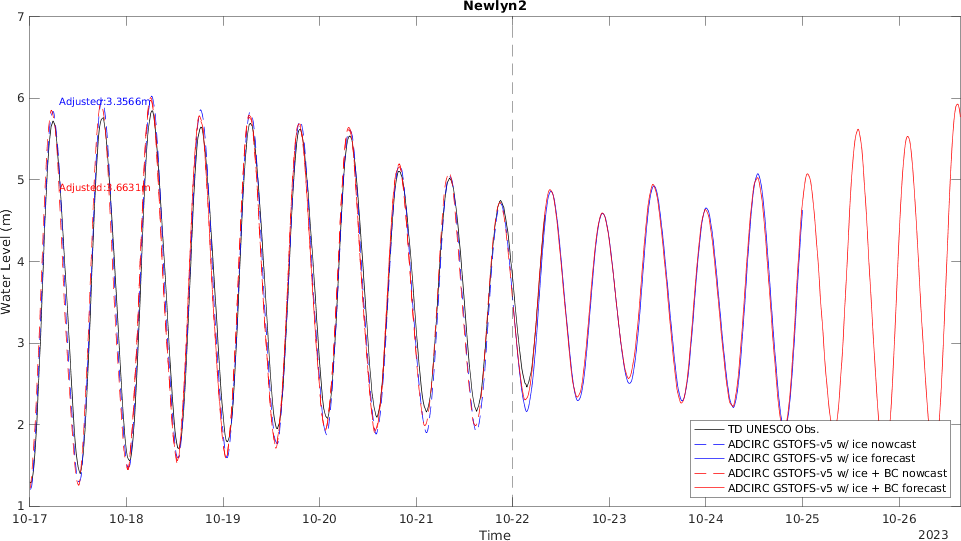 Newlyn2
7
6
5
4
3
2
1
Water Level (m)
Adjusted:3.3566m
Adjusted:3.6631m
TD UNESCO Obs.
ADCIRC GSTOFS-v5 w/ ice nowcast
ADCIRC GSTOFS-v5 w/ ice forecast
ADCIRC GSTOFS-v5 w/ ice + BC nowcast
ADCIRC GSTOFS-v5 w/ ice + BC forecast
10-17 10-18 10-19 10-20 10-21 10-22 10-23 10-24 10-25 10-26
Time
2023